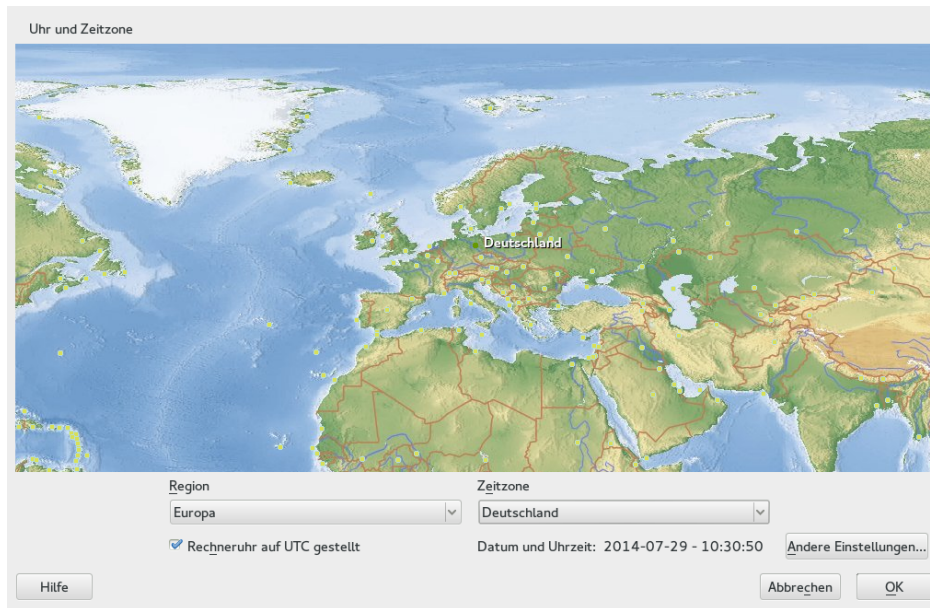 Uhr und Zeitzone
Deutschland
Region
Zeitzone
Europa
Deutschland
Rechneruhr auf UTC gestellt
Datum und Uhrzeit: 2014-07-29 - 10:30:50
Andere Einstellungen...
Hilfe
Abbrechen
OK